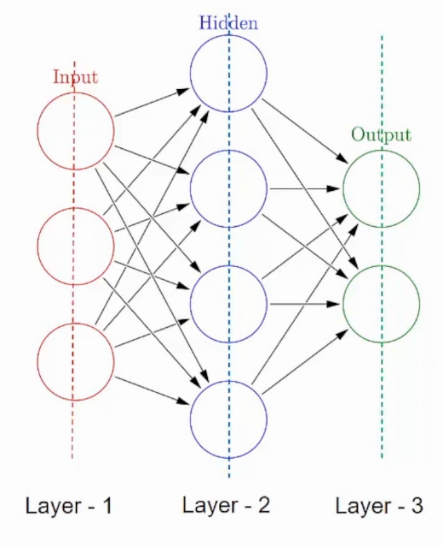 Hidden
Input
Output
Layer - 1
Layer - 2
Layer - 3